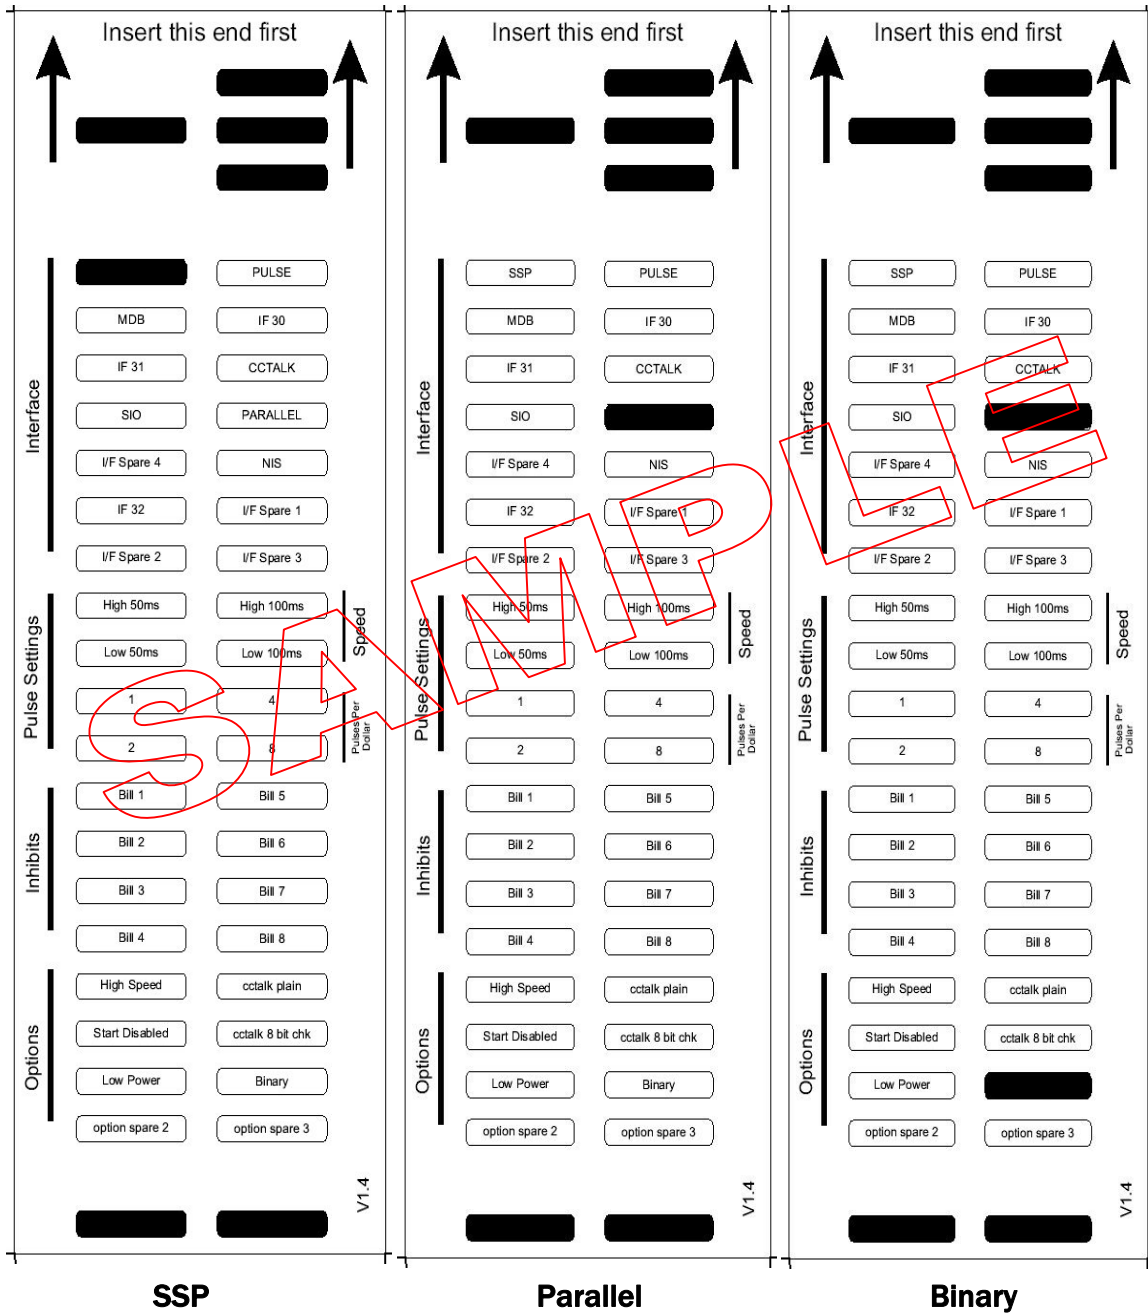 Insert this end first
PULSE
MDB
IF 30
IF 31
CCTALK
SIO
PARALLEL
I/F Spare 4
NIS
IF 32
I/F Spare 1
I/F Spare 2
I/F Spare 3
Interface
High 50ms
High 100ms
Low 50ms
Low 100ms
Speed
1
4
2
8
Pulses Per
Dollar
Pulse Settings
Bill 1
Bill 5
Bill 2
Bill 6
Bill 3
Bill 7
Bill 4
Bill 8
Inhibits
High Speed
cctalk plain
Start Disabled
cctalk 8 bit chk
Low Power
Binary
option spare 2
option spare 3
Options
V1.4
SSP
Insert this end first
SSP
PULSE
MDB
IF 30
IF 31
CCTALK
SIO
I/F Spare 4
NIS
IF 32
I/F Spare 1
I/F Spare 2
I/F Spare 3
Interface
High 50ms
High 100ms
Low 50ms
Low 100ms
Speed
1
4
2
8
Pulses Per
Dollar
Pulse Settings
Bill 1
Bill 5
Bill 2
Bill 6
Bill 3
Bill 7
Bill 4
Bill 8
Inhibits
High Speed
cctalk plain
Start Disabled
cctalk 8 bit chk
Low Power
Binary
option spare 2
option spare 3
Options
V1.4
Parallel
Insert this end first
SSP
PULSE
MDB
IF 30
IF 31
CCTALK
SIO
I/F Spare 4
NIS
IF 32
I/F Spare 1
I/F Spare 2
I/F Spare 3
Interface
High 50ms
High 100ms
Low 50ms
Low 100ms
Speed
1
4
2
8
Pulses Per
Dollar
Pulse Settings
Bill 1
Bill 5
Bill 2
Bill 6
Bill 3
Bill 7
Bill 4
Bill 8
Inhibits
High Speed
cctalk plain
Start Disabled
cctalk 8 bit chk
Low Power
option spare 2
option spare 3
Options
V1.4
Binary
SAMPLE